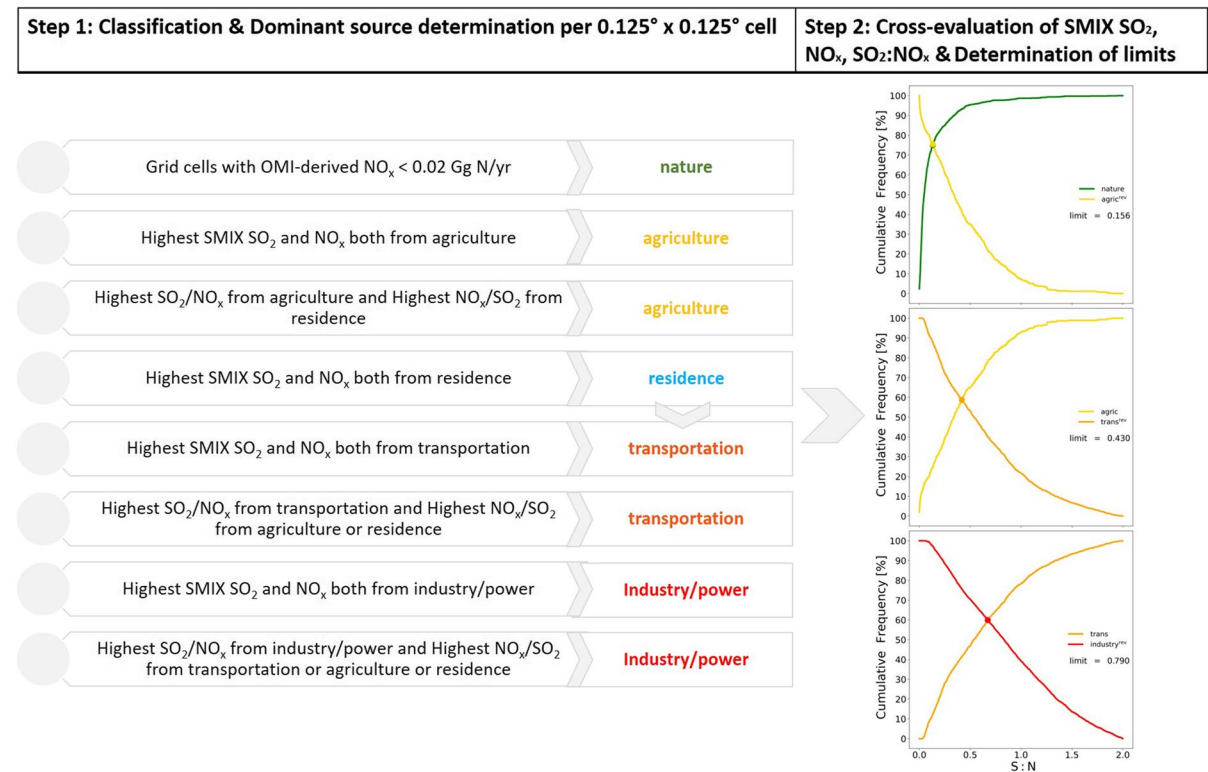 Step 1: Classification & Dominant source determination per 0.125° x 0.125° cell
Step 2: Cross-evaluation of SMIX SO₂,
NOₓ, SO₂:NOₓ & Determination of limits
Grid cells with OMI-derived NOₓ < 0.02 Gg N/yr
nature
Highest SMIX SO₂ and NOₓ both from agriculture
agriculture
Highest SO₂/NOₓ from agriculture and Highest NOₓ/SO₂ from
residence
agriculture
Highest SMIX SO₂ and NOₓ both from residence
residence
Highest SMIX SO₂ and NOₓ both from transportation
transportation
Highest SO₂/NOₓ from transportation and Highest NOₓ/SO₂
from agriculture or residence
transportation
Highest SMIX SO₂ and NOₓ both from industry/power
Industry/power
Highest SO₂/NOₓ from industry/power and Highest NOₓ/SO₂
from transportation or agriculture or residence
Industry/power
Cumulative Frequency [%]
100
90
80
70
60
50
40
30
20
10
0
nature
agricʳᵉᵛ
limit = 0.156
Cumulative Frequency [%]
100
90
80
70
60
50
40
30
20
10
0
agric
transʳᵉᵛ
limit = 0.430
Cumulative Frequency [%]
100
90
80
70
60
50
40
30
20
10
0
trans
industryʳᵉᵛ
limit = 0.790
0.0 0.5 1.0 1.5 2.0
S:N